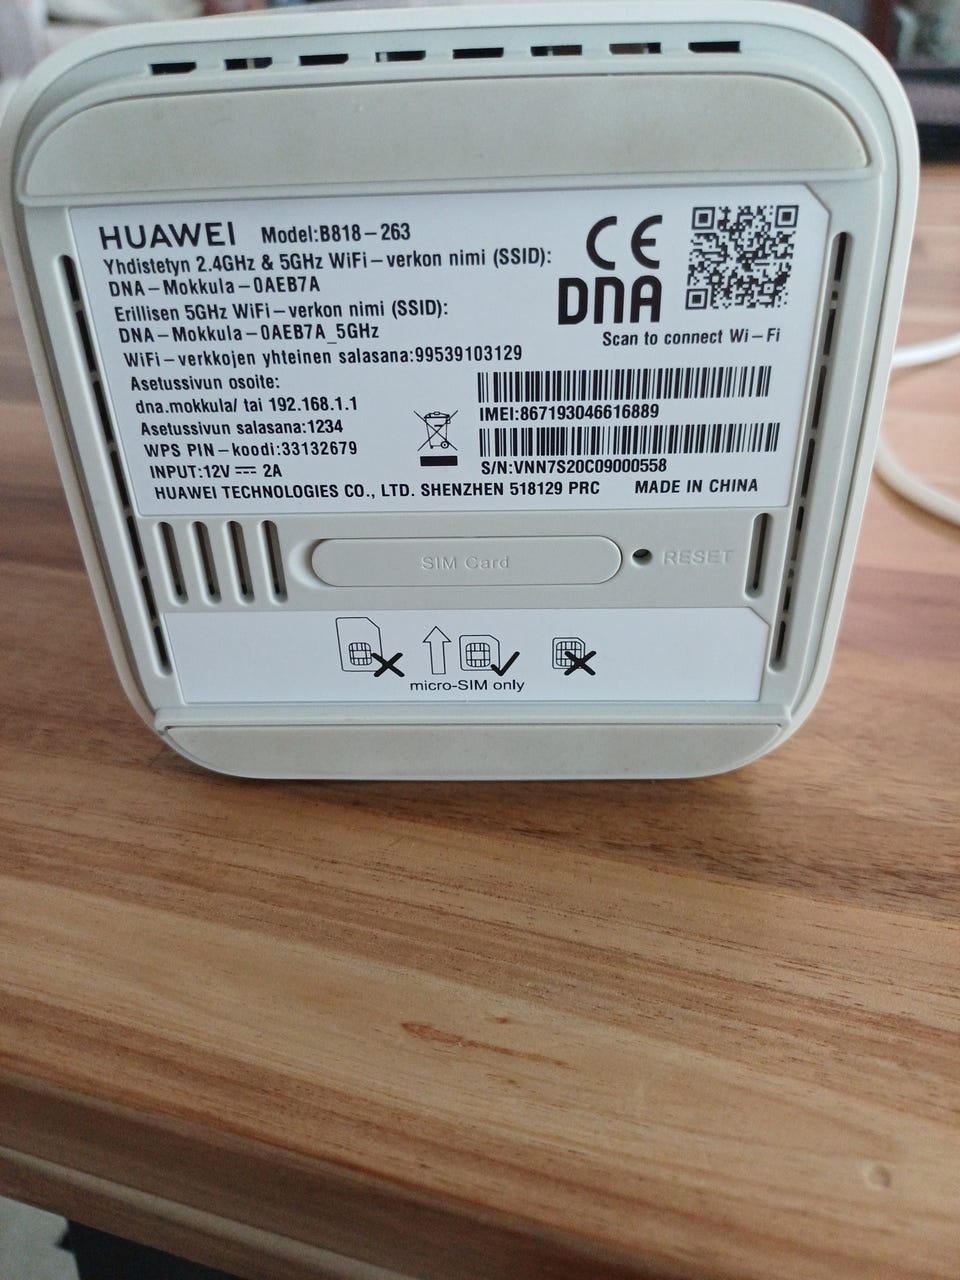 HUAWEI Model:B818-263
Yhdistetyn 2.4GHz & 5GHz WiFi-verkon nimi (SSID):
DNA-Mokkula-0AEB7A
Erillisen 5GHz WiFi-verkon nimi (SSID):
DNA-Mokkula-0AEB7A_5GHz
WiFi-verkkojen yhteinen salasana:99539103129
Asetussivun osoite:
dna.mokkula/ tai 192.168.1.1
Asetussivun salasana:1234
WPS PIN-koodi:33132679
INPUT:12V ⎓ 2A
HUAWEI TECHNOLOGIES CO., LTD. SHENZHEN 518129 PRC MADE IN CHINA
CE
DNA
Scan to connect Wi-Fi
IMEI:867193046616889
S/N:VNN7S20C09000558
SIM Card
RESET
micro-SIM only